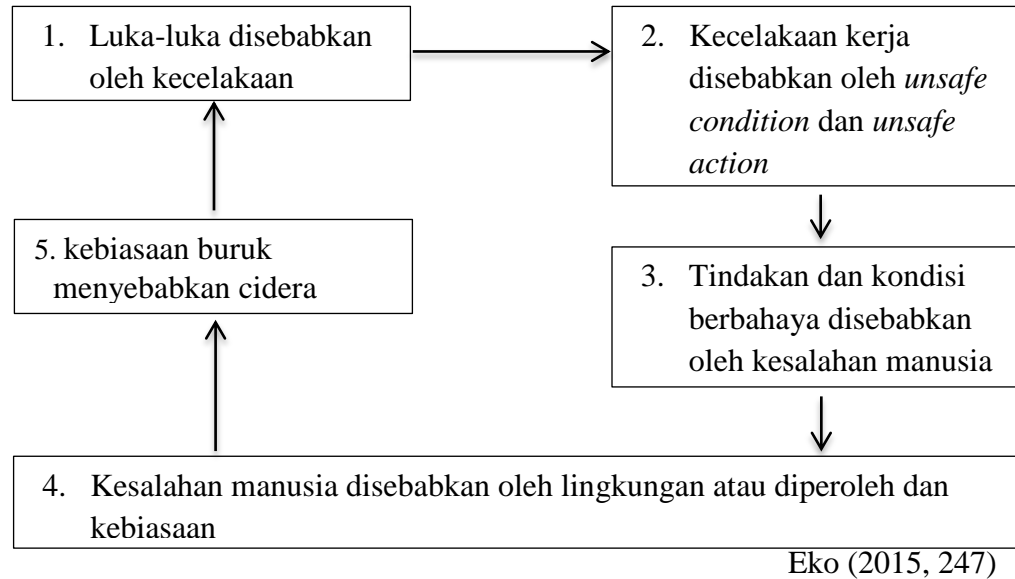 1. Luka-luka disebabkan
oleh kecelakaan
2. Kecelakaan kerja
disebabkan oleh unsafe
condition dan unsafe
action
3. Tindakan dan kondisi
berbahaya disebabkan
oleh kesalahan manusia
4. Kesalahan manusia disebabkan oleh lingkungan atau diperoleh dan
kebiasaan
5. kebiasaan buruk
menyebabkan cidera
Eko (2015, 247)